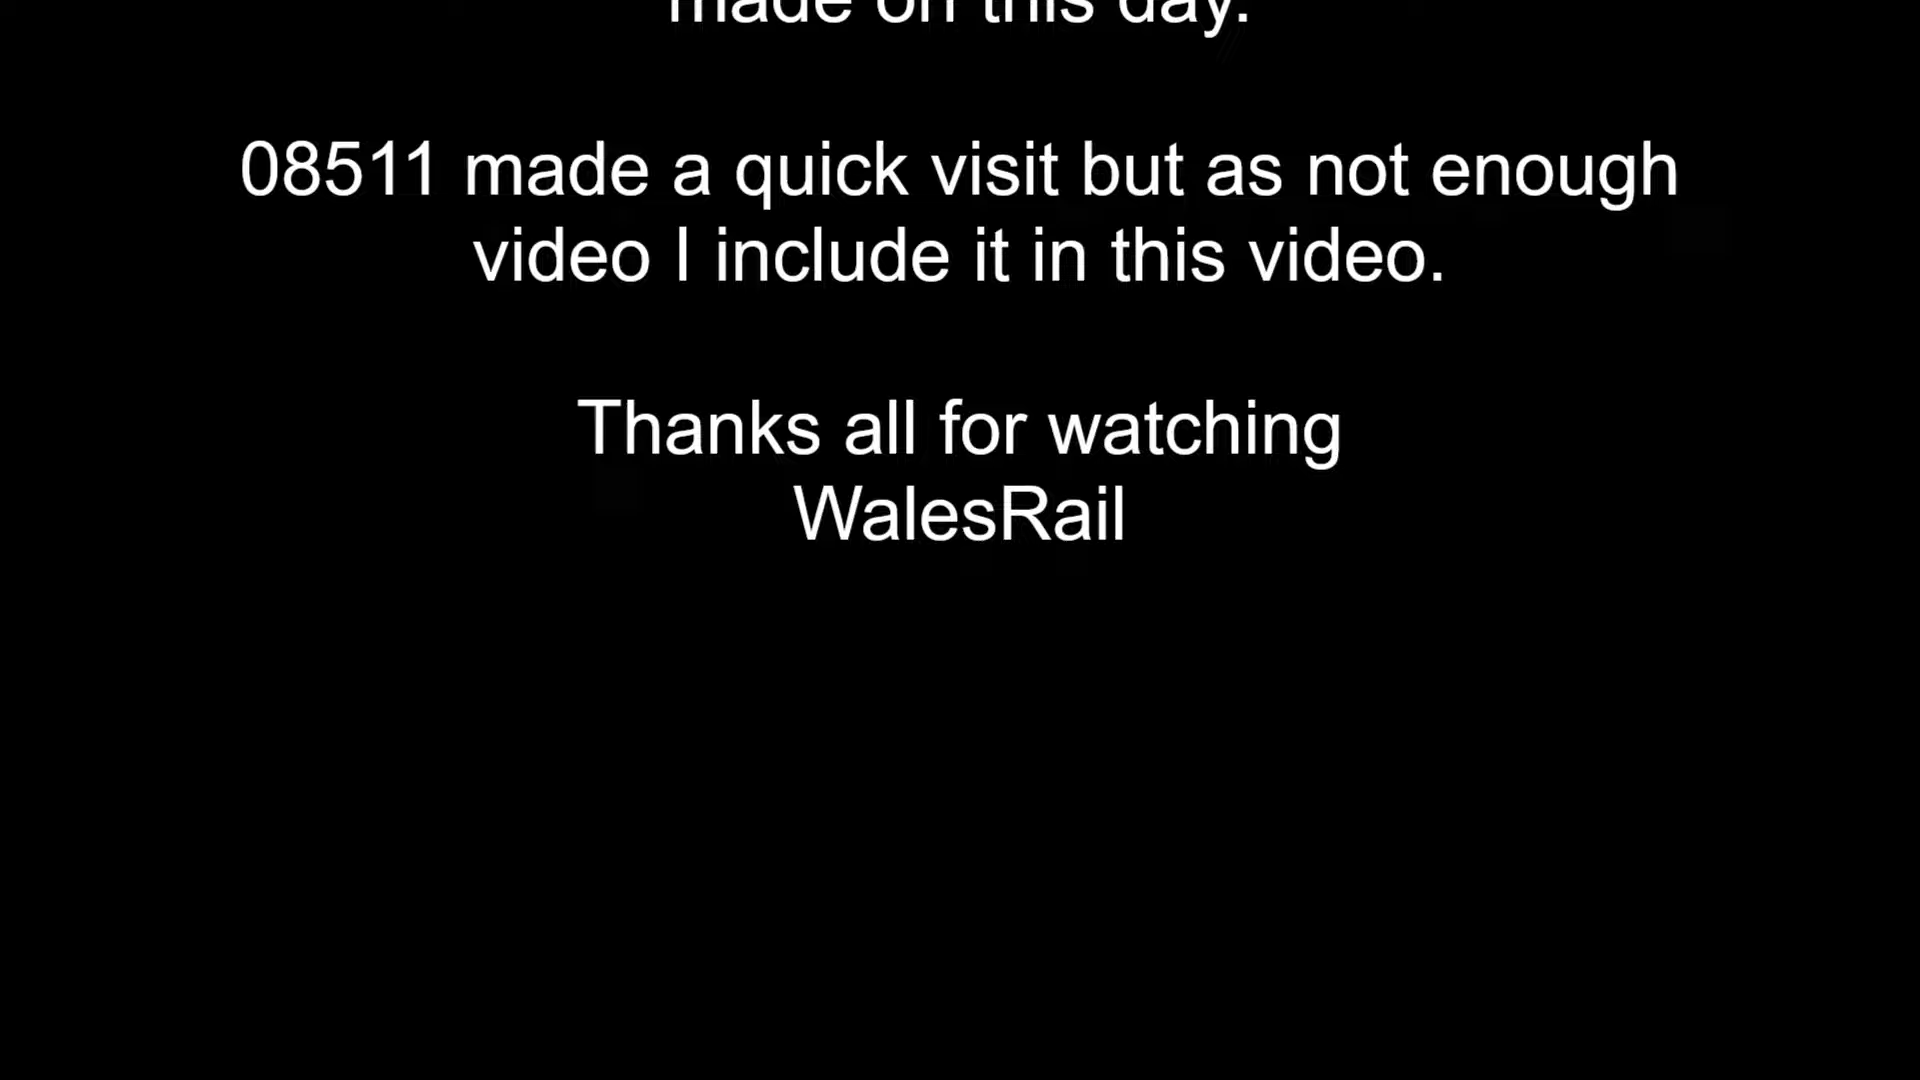 made on this day.
08511 made a quick visit but as not enough
video I include it in this video.
Thanks all for watching
WalesRail